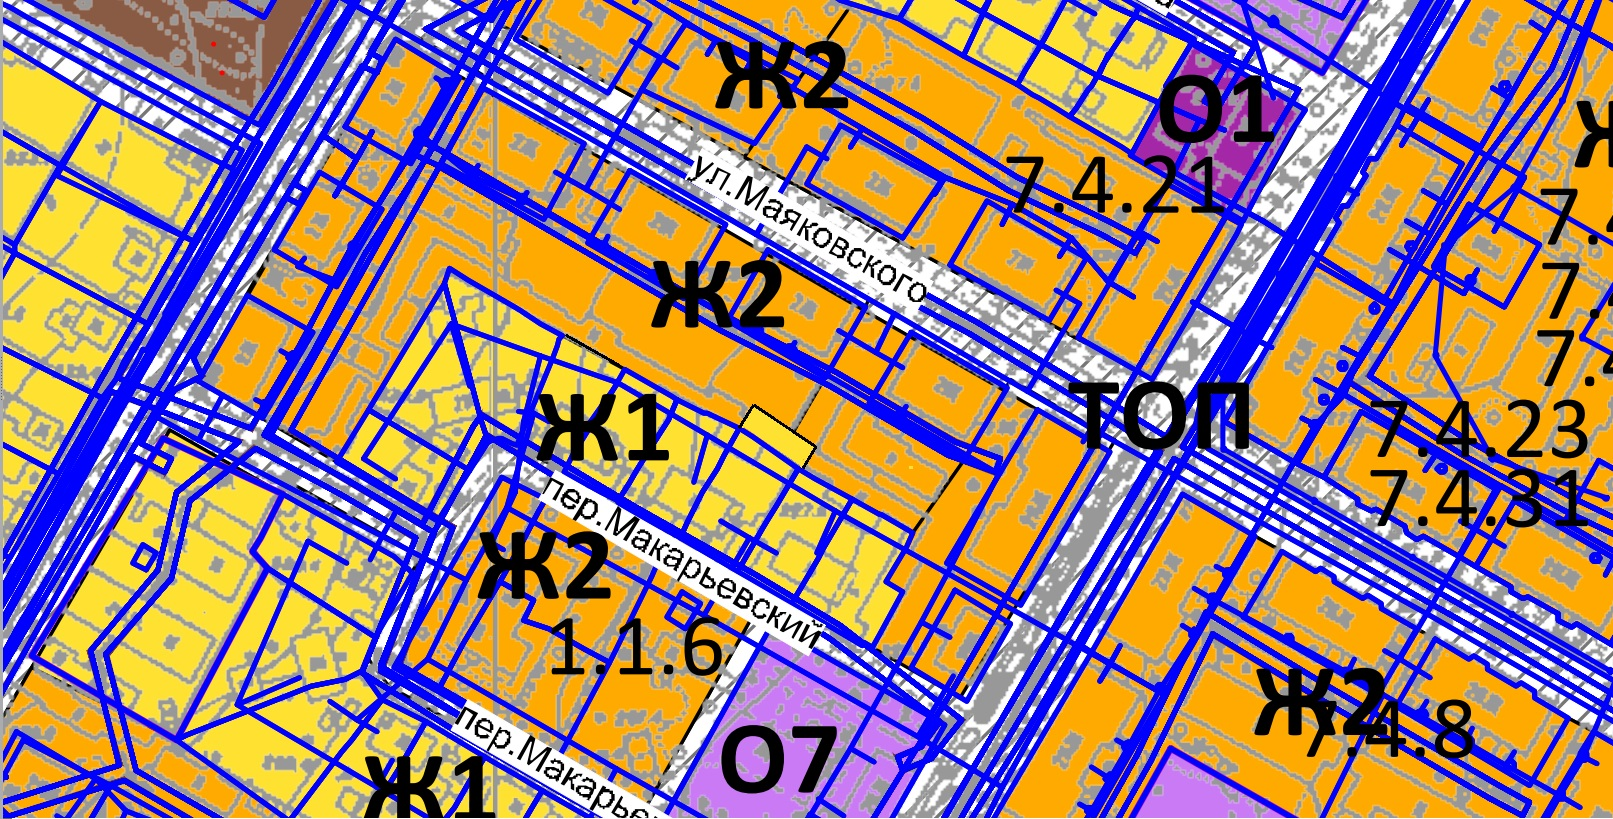 Ж2
О1
7.4.21
ул.Маяковского
Ж2
ТОП
7.4.23
7.4.31
Ж1
пер.Макарьевский
Ж2
1.1.6
Ж2
7.4.8
О7
пер.Макарье
Ж1